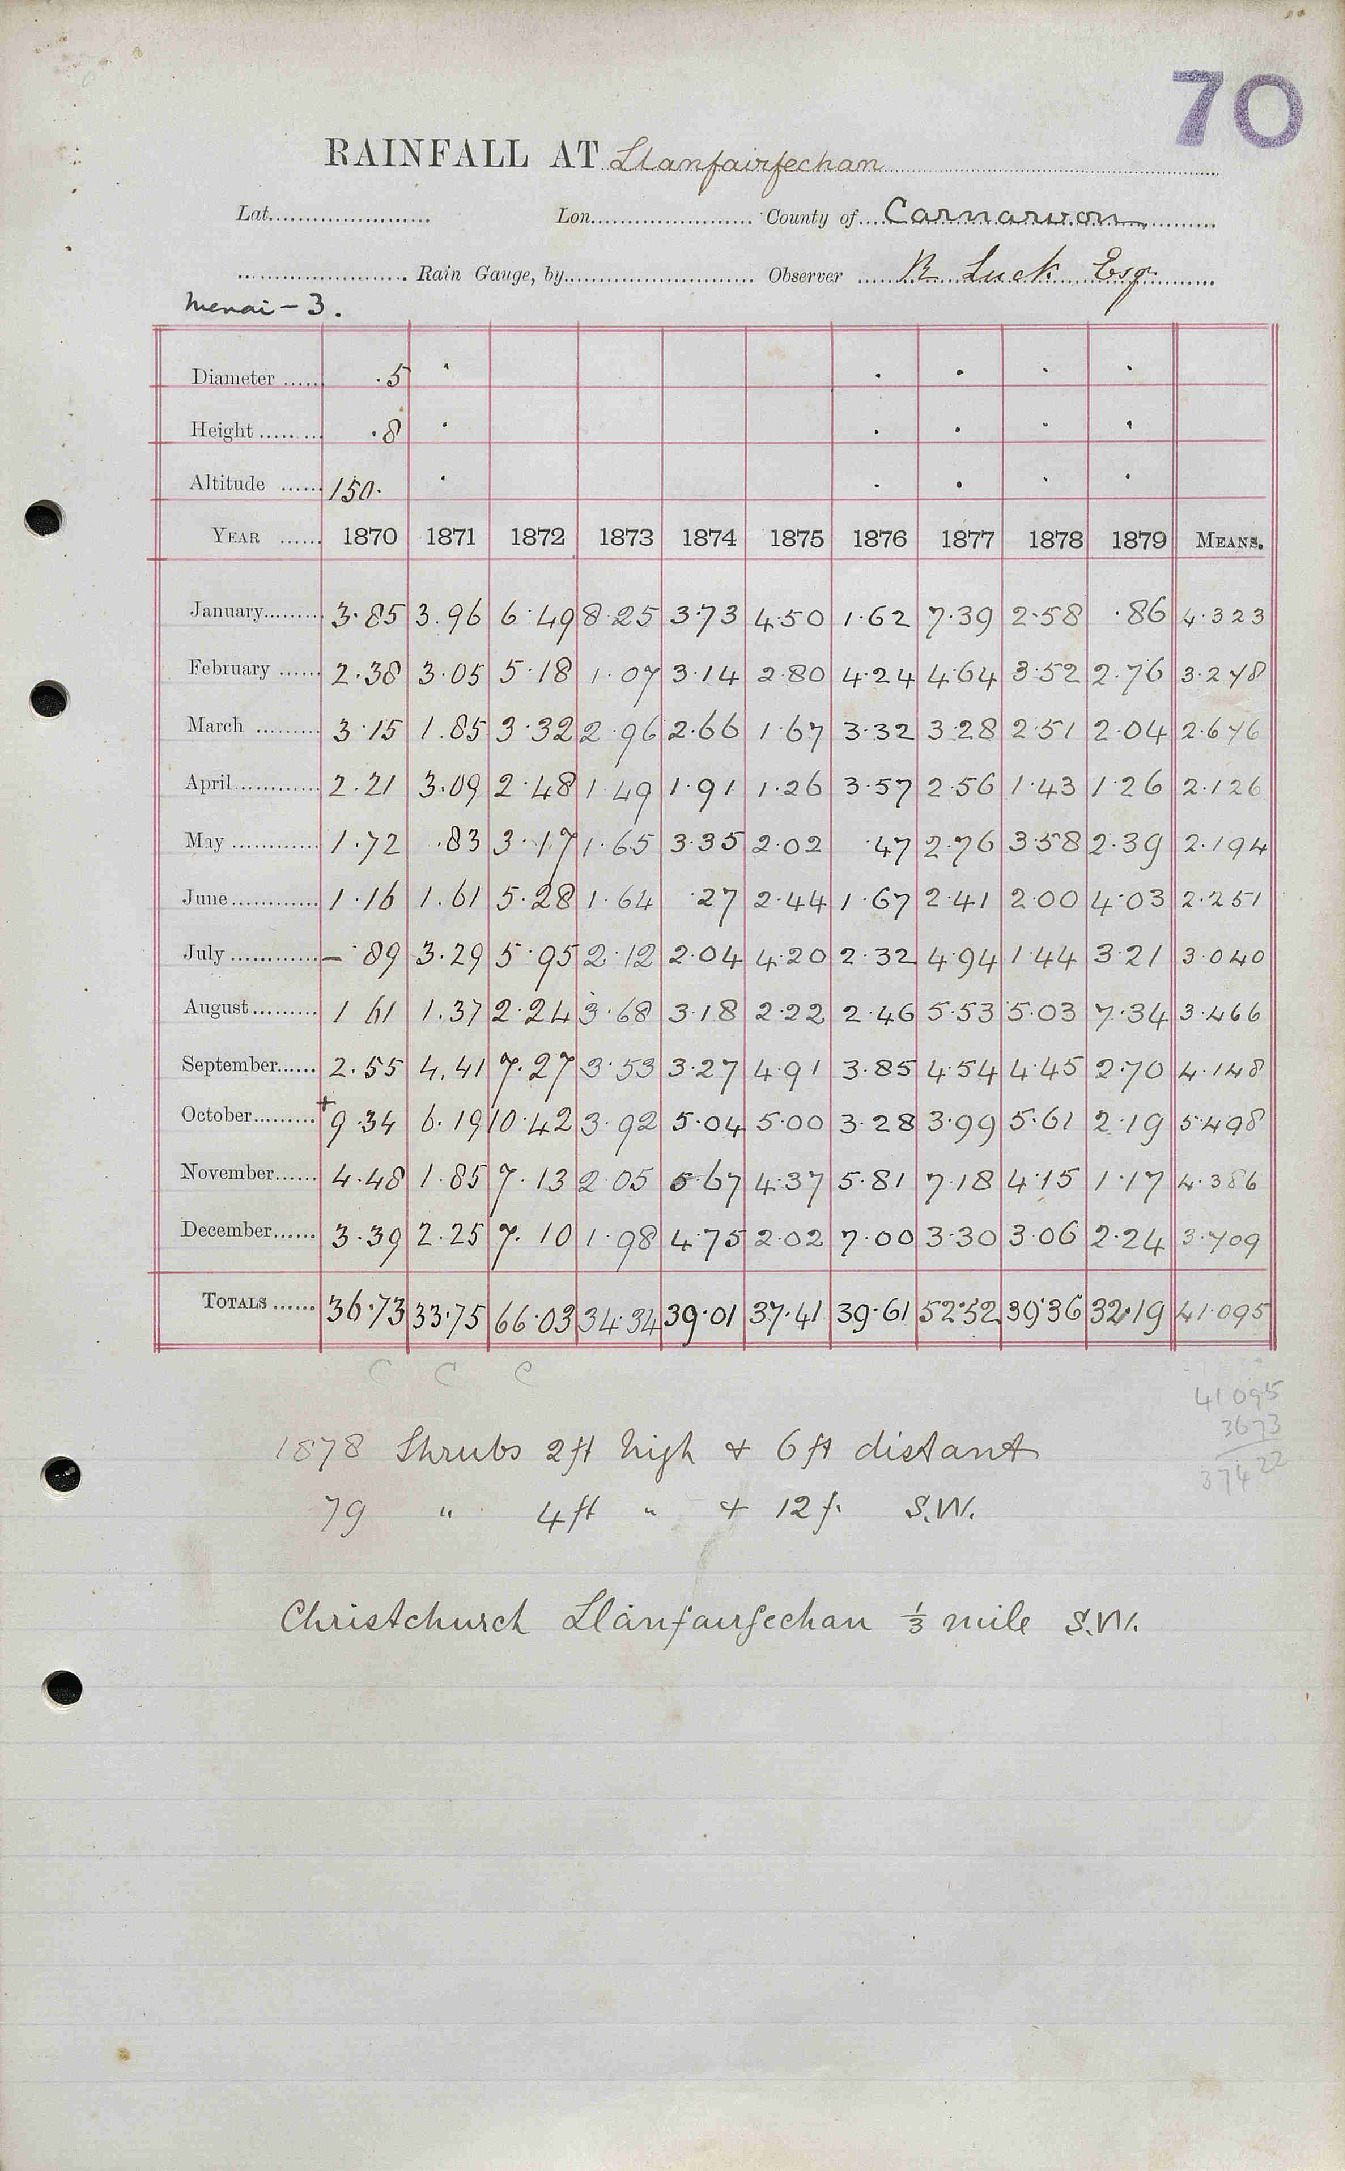 70
RAINFALL AT Llanfairfechan
Lat. Lon. County of Carnarvon
Rain Gauge, by Observer R Luck Esq.
Menai - 3.
Diameter ·5
Height ·8
Altitude 150·
YEAR 1870 1871 1872 1873 1874 1875 1876 1877 1878 1879 MEANS.
January 3·85 3·96 6·49 8·25 3·73 4·50 1·62 7·39 2·58 ·86 4·323
February 2·38 3·05 5·18 1·07 3·14 2·80 4·24 4·64 3·52 2·76 3·278
March 3·15 1·85 3·32 2·96 2·66 1·67 3·32 3·28 2·51 2·04 2·676
April 2·21 3·09 2·48 1·49 1·91 1·26 3·57 2·56 1·43 1·26 2·126
May 1·72 ·83 3·17 1·65 3·35 2·02 ·47 2·76 3·58 2·39 2·194
June 1·16 1·61 5·28 1·64 ·27 2·44 1·67 2·41 2·00 4·03 2·251
July – ·89 3·29 5·95 2·12 2·04 4·20 2·32 4·94 1·44 3·21 3·040
August 1 61 1·37 2·24 3·68 3·18 2·22 2·46 5·53 5·03 7·34 3·466
September 2·55 4·41 7·27 3·53 3·27 4·91 3·85 4·54 4·45 2·70 4·148
October + 9·34 6·19 10·42 3·92 5·04 5·00 3·28 3·99 5·61 2·19 5·498
November 4·48 1·85 7·13 2·05 5·67 4·37 5·81 7·18 4·15 1·17 4·386
December 3·39 2·25 7·10 1·98 4·75 2·02 7·00 3·30 3·06 2·24 3·709
TOTALS 36·73 33·75 66·03 34·34 39·01 37·41 39·61 52·52 39·36 32·19 41·095
C C C
41 095
3673
37422
1878 Shrubs 2ft high & 6ft distant
79 " 4ft " & 12 f. S.W.
Christchurch Llanfairfechan ⅓ mile S.W.